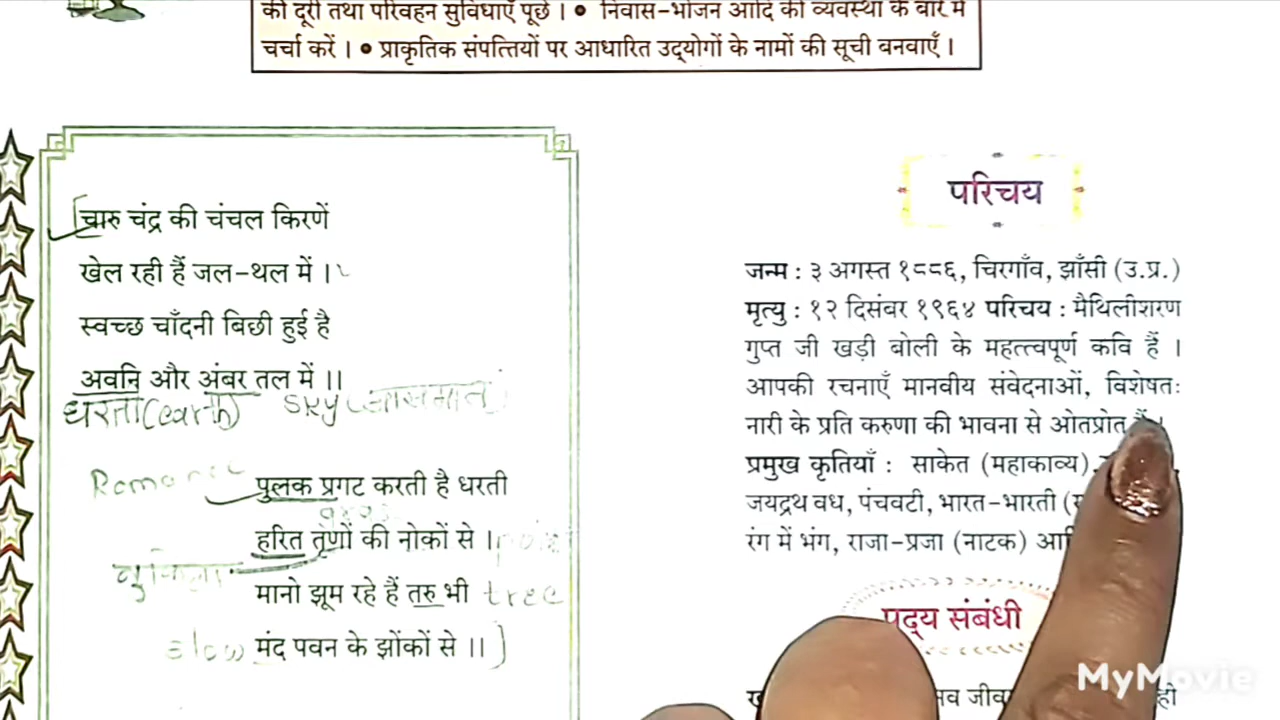 की दूरी तथा परिवहन सुविधाएँ पूछें । • निवास-भोजन आदि की व्यवस्था के बारे में
चर्चा करें । • प्राकृतिक संपत्तियों पर आधारित उद्योगों के नामों की सूची बनवाएँ ।
चारु चंद्र की चंचल किरणें
खेल रही हैं जल-थल में ।
स्वच्छ चाँदनी बिछी हुई है
अवनि और अंबर तल में ।।
धरती (earth) sky (आसमान)
पुलक प्रगट करती है धरती
हरित तृणों की नोकों से ।
मानो झूम रहे हैं तरु भी tree
slow मंद पवन के झोंकों से ।।
परिचय
जन्म : ३ अगस्त १८८६, चिरगाँव, झाँसी (उ.प्र.)
मृत्यु : १२ दिसंबर १९६४ परिचय : मैथिलीशरण
गुप्त जी खड़ी बोली के महत्त्वपूर्ण कवि हैं ।
आपकी रचनाएँ मानवीय संवेदनाओं, विशेषतः
नारी के प्रति करुणा की भावना से ओतप्रोत हैं ।
प्रमुख कृतियाँ : साकेत (महाकाव्य),
जयद्रथ वध, पंचवटी, भारत-भारती
रंग में भंग, राजा-प्रजा (नाटक)
पद्य संबंधी
MyMovie